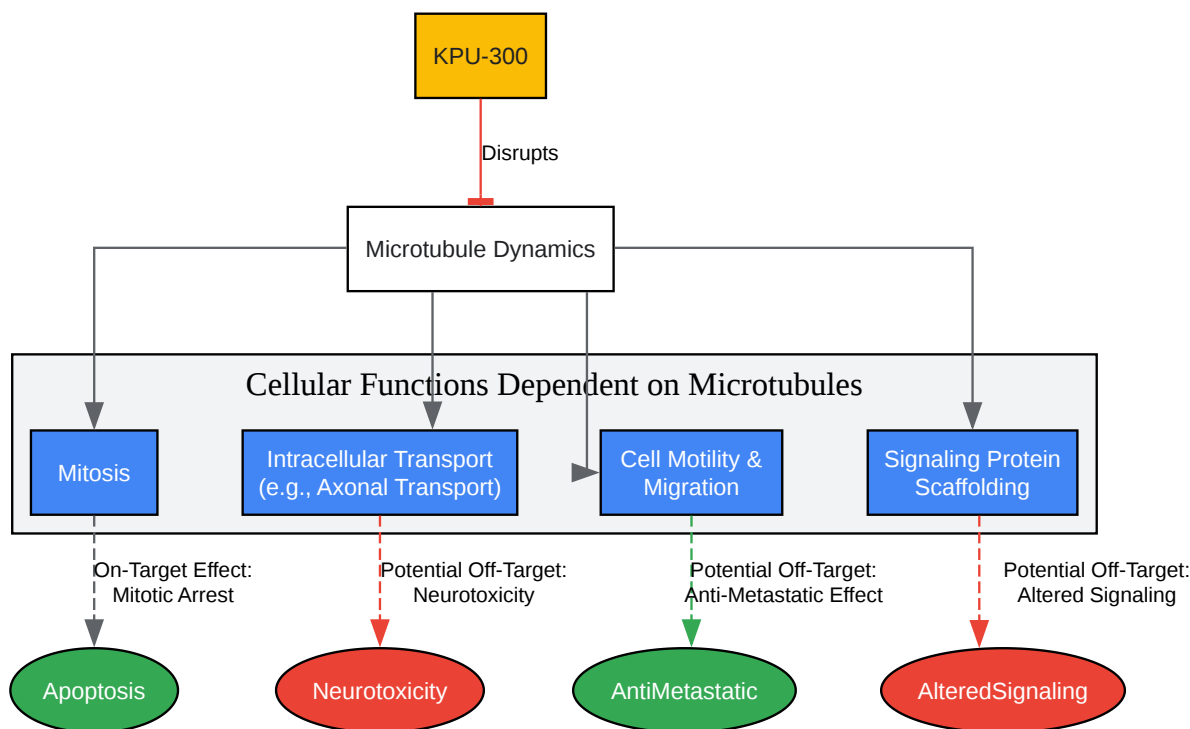 KPU-300
Disrupts
Microtubule Dynamics
Cellular Functions Dependent on Microtubules
Mitosis
Intracellular Transport
(e.g., Axonal Transport)
Cell Motility &
Migration
Signaling Protein
Scaffolding
On-Target Effect:
Mitotic Arrest
Potential Off-Target:
Neurotoxicity
Potential Off-Target:
Anti-Metastatic Effect
Potential Off-Target:
Altered Signaling
Apoptosis
Neurotoxicity
AntiMetastatic
AlteredSignaling